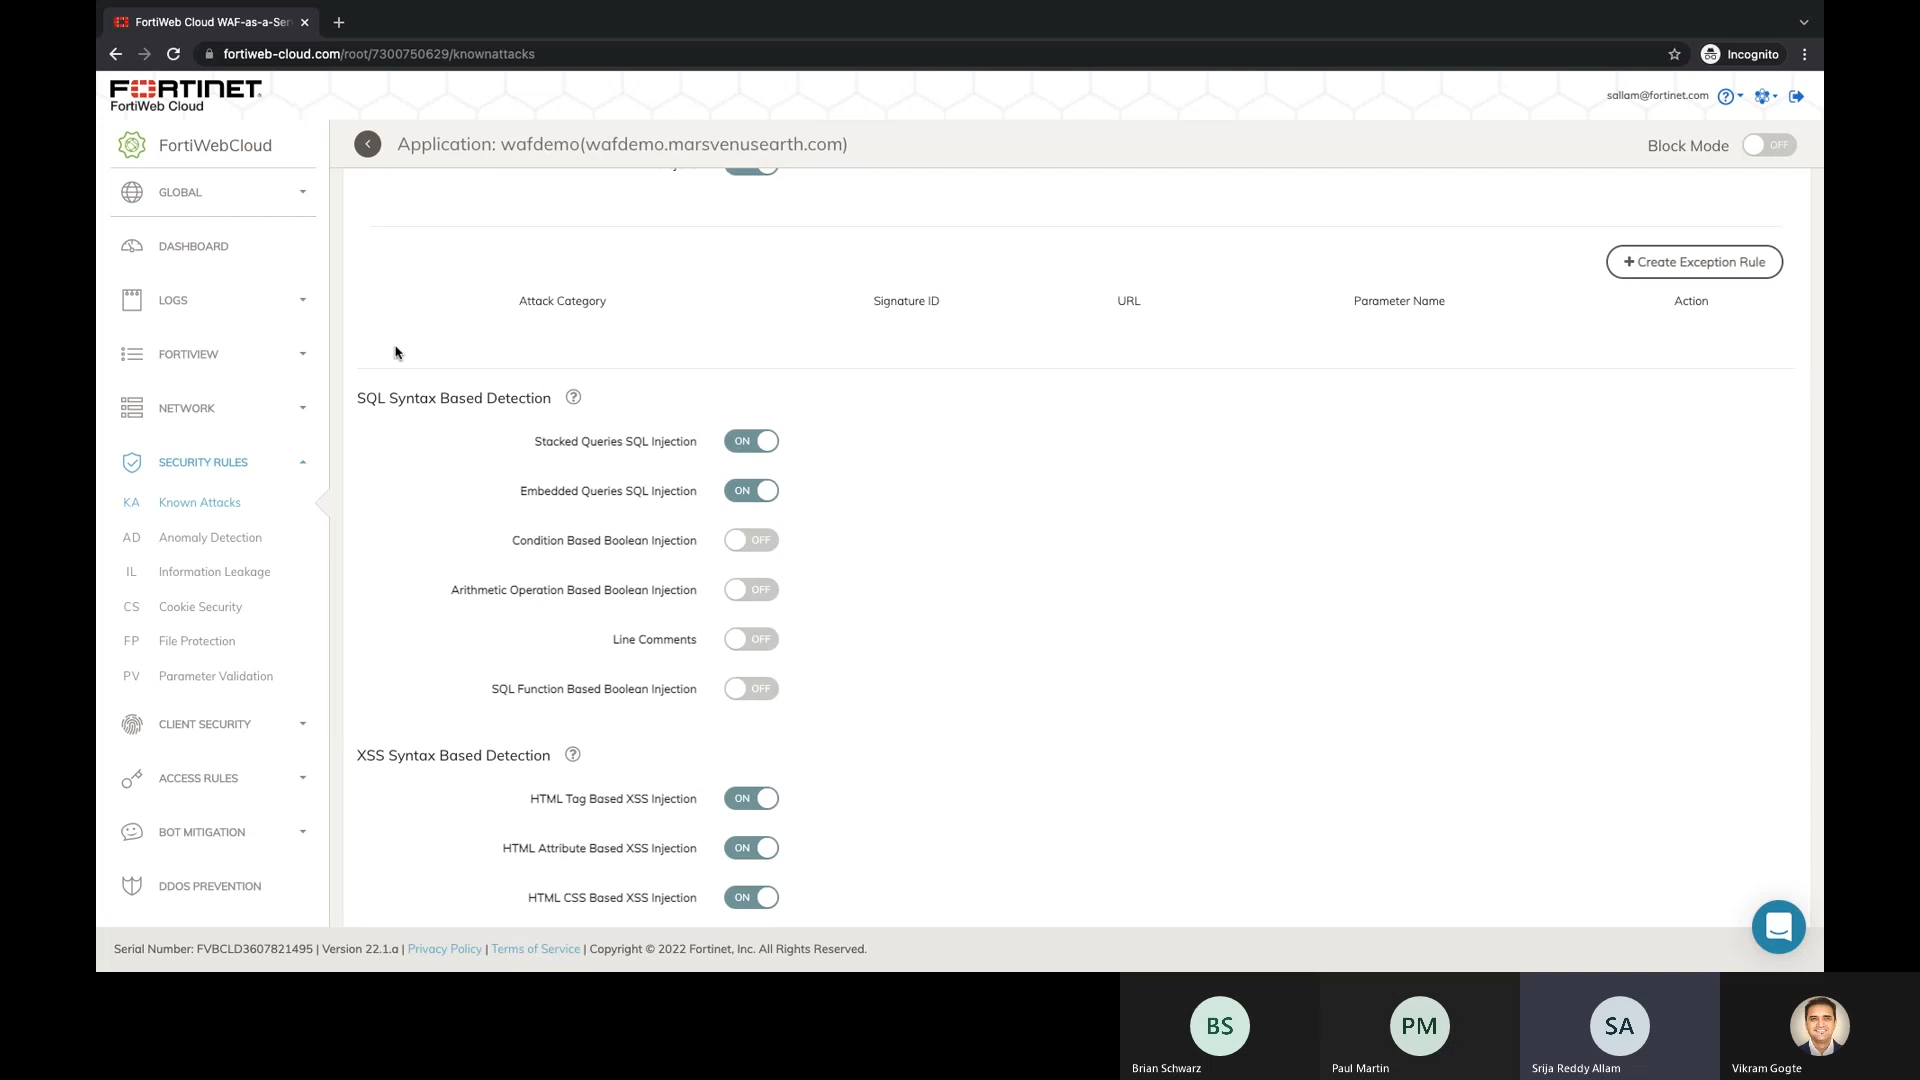 FortiWeb Cloud WAF-as-a-Ser
fortiweb-cloud.com/root/7300750629/knownattacks
Incognito
FORTINET
FortiWeb Cloud
sallam@fortinet.com
FortiWebCloud
Application: wafdemo(wafdemo.marsvenusearth.com)
Block Mode OFF
GLOBAL
DASHBOARD
LOGS
FORTIVIEW
NETWORK
SECURITY RULES
KA Known Attacks
AD Anomaly Detection
IL Information Leakage
CS Cookie Security
FP File Protection
PV Parameter Validation
CLIENT SECURITY
ACCESS RULES
BOT MITIGATION
DDOS PREVENTION
+ Create Exception Rule
Attack Category Signature ID URL Parameter Name Action
SQL Syntax Based Detection ?
Stacked Queries SQL Injection ON
Embedded Queries SQL Injection ON
Condition Based Boolean Injection OFF
Arithmetic Operation Based Boolean Injection OFF
Line Comments OFF
SQL Function Based Boolean Injection OFF
XSS Syntax Based Detection ?
HTML Tag Based XSS Injection ON
HTML Attribute Based XSS Injection ON
HTML CSS Based XSS Injection ON
Serial Number: FVBCLD3607821495 | Version 22.1.a | Privacy Policy | Terms of Service | Copyright © 2022 Fortinet, Inc. All Rights Reserved.
BS
Brian Schwarz
PM
Paul Martin
SA
Srija Reddy Allam
Vikram Gogte